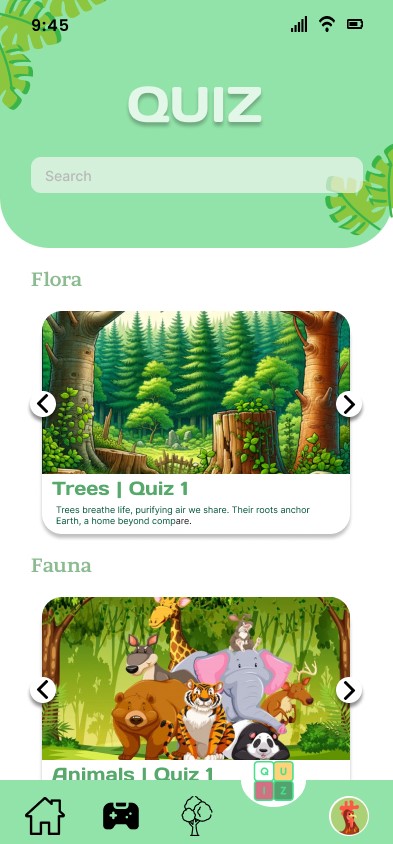 9:45
QUIZ
Search
Flora
Trees | Quiz 1
Trees breathe life, purifying air we share. Their roots anchor
Earth, a home beyond compare.
Fauna
Animals | Quiz 1
Q U
I Z